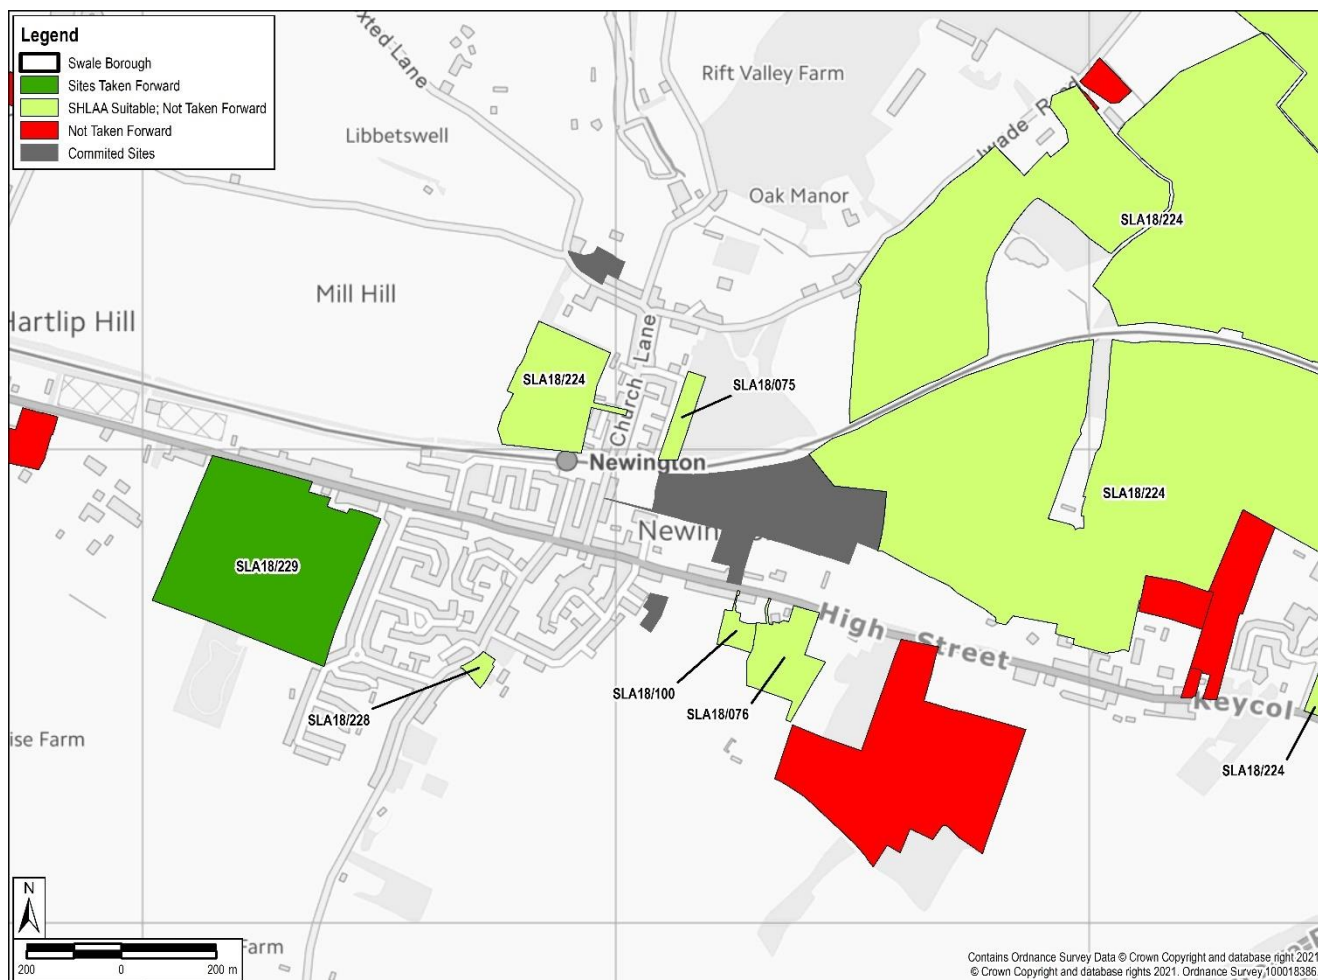 Legend
Swale Borough
Sites Taken Forward
SHLAA Suitable; Not Taken Forward
Not Taken Forward
Commited Sites
xted Lane
Rift Valley Farm
Libbetswell
Iwade Road
Oak Manor
SLA18/224
Mill Hill
Hartlip Hill
Church Lane
SLA18/224
SLA18/075
Newington
SLA18/224
Newin
SLA18/229
High Street
SLA18/100
SLA18/076
SLA18/228
Keycol
ise Farm
SLA18/224
N
200 0 200 m
Farm
Contains Ordnance Survey Data © Crown Copyright and database right 2021
© Crown Copyright and database rights 2021. Ordnance Survey 100018386